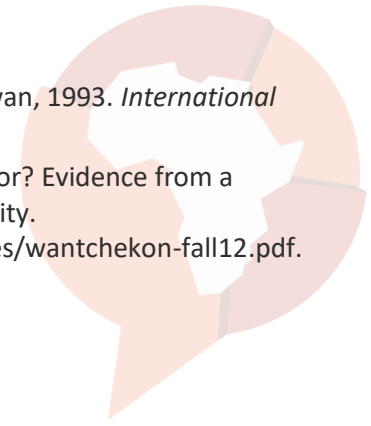 van, 1993. International
or? Evidence from a
ity.
es/wantchekon-fall12.pdf.